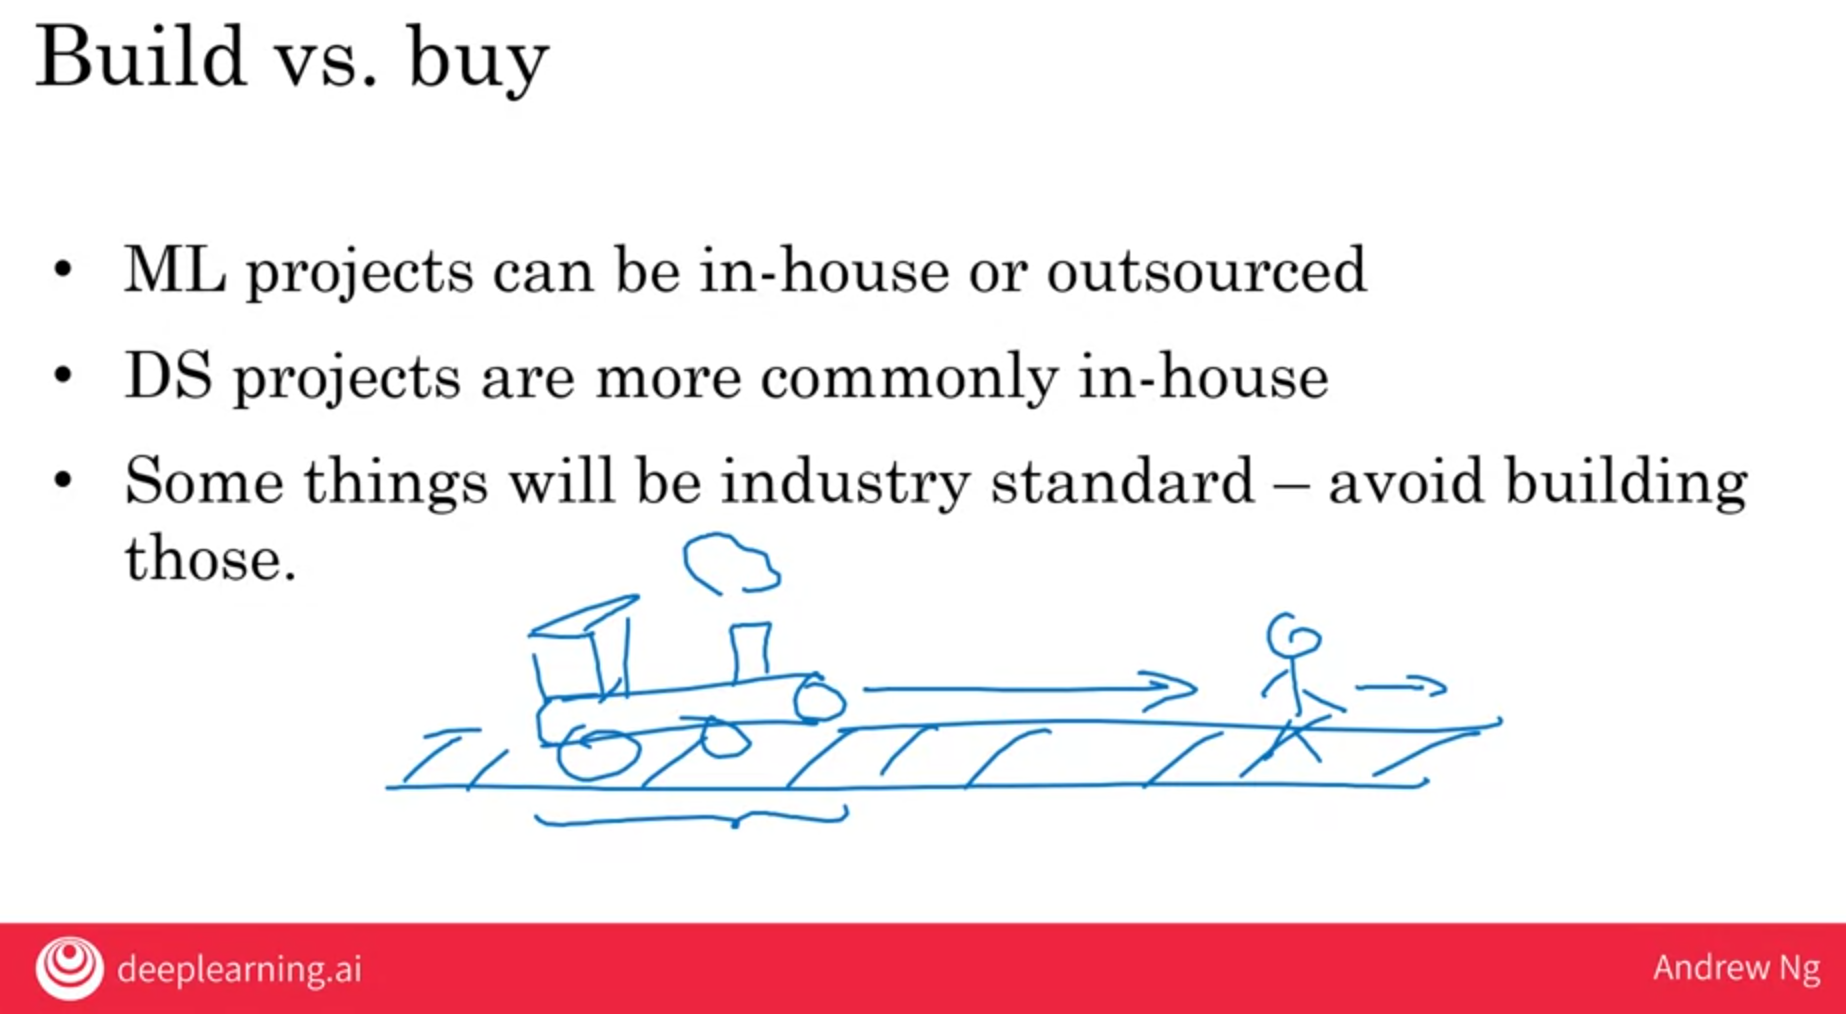 Build vs. buy
• ML projects can be in-house or outsourced
• DS projects are more commonly in-house
• Some things will be industry standard – avoid building
those.
deeplearning.ai
Andrew Ng